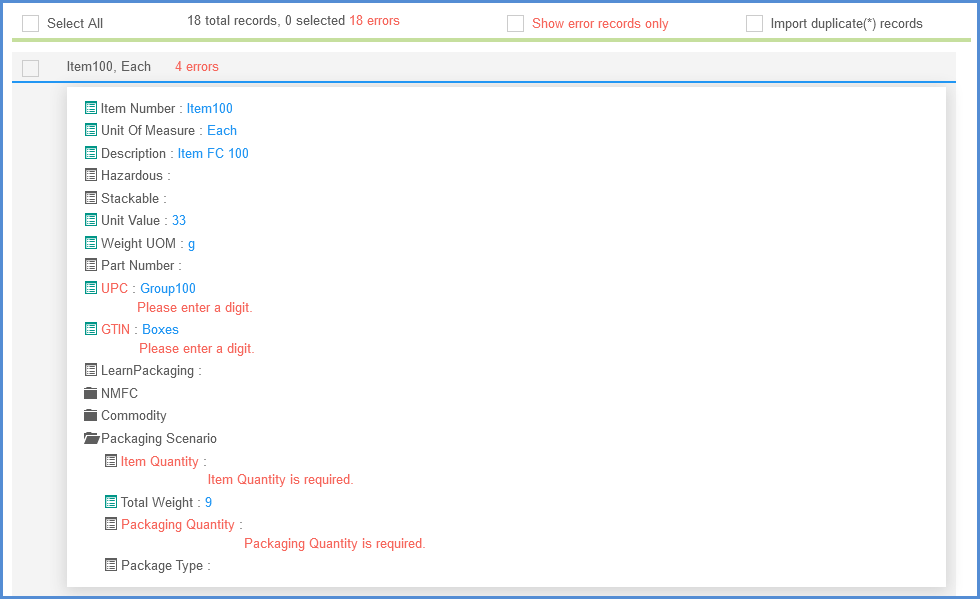 Select All 18 total records, 0 selected 18 errors Show error records only Import duplicate(*) records
Item100, Each 4 errors
Item Number : Item100
Unit Of Measure : Each
Description : Item FC 100
Hazardous :
Stackable :
Unit Value : 33
Weight UOM : g
Part Number :
UPC : Group100
Please enter a digit.
GTIN : Boxes
Please enter a digit.
LearnPackaging :
NMFC
Commodity
Packaging Scenario
Item Quantity :
Item Quantity is required.
Total Weight : 9
Packaging Quantity :
Packaging Quantity is required.
Package Type :